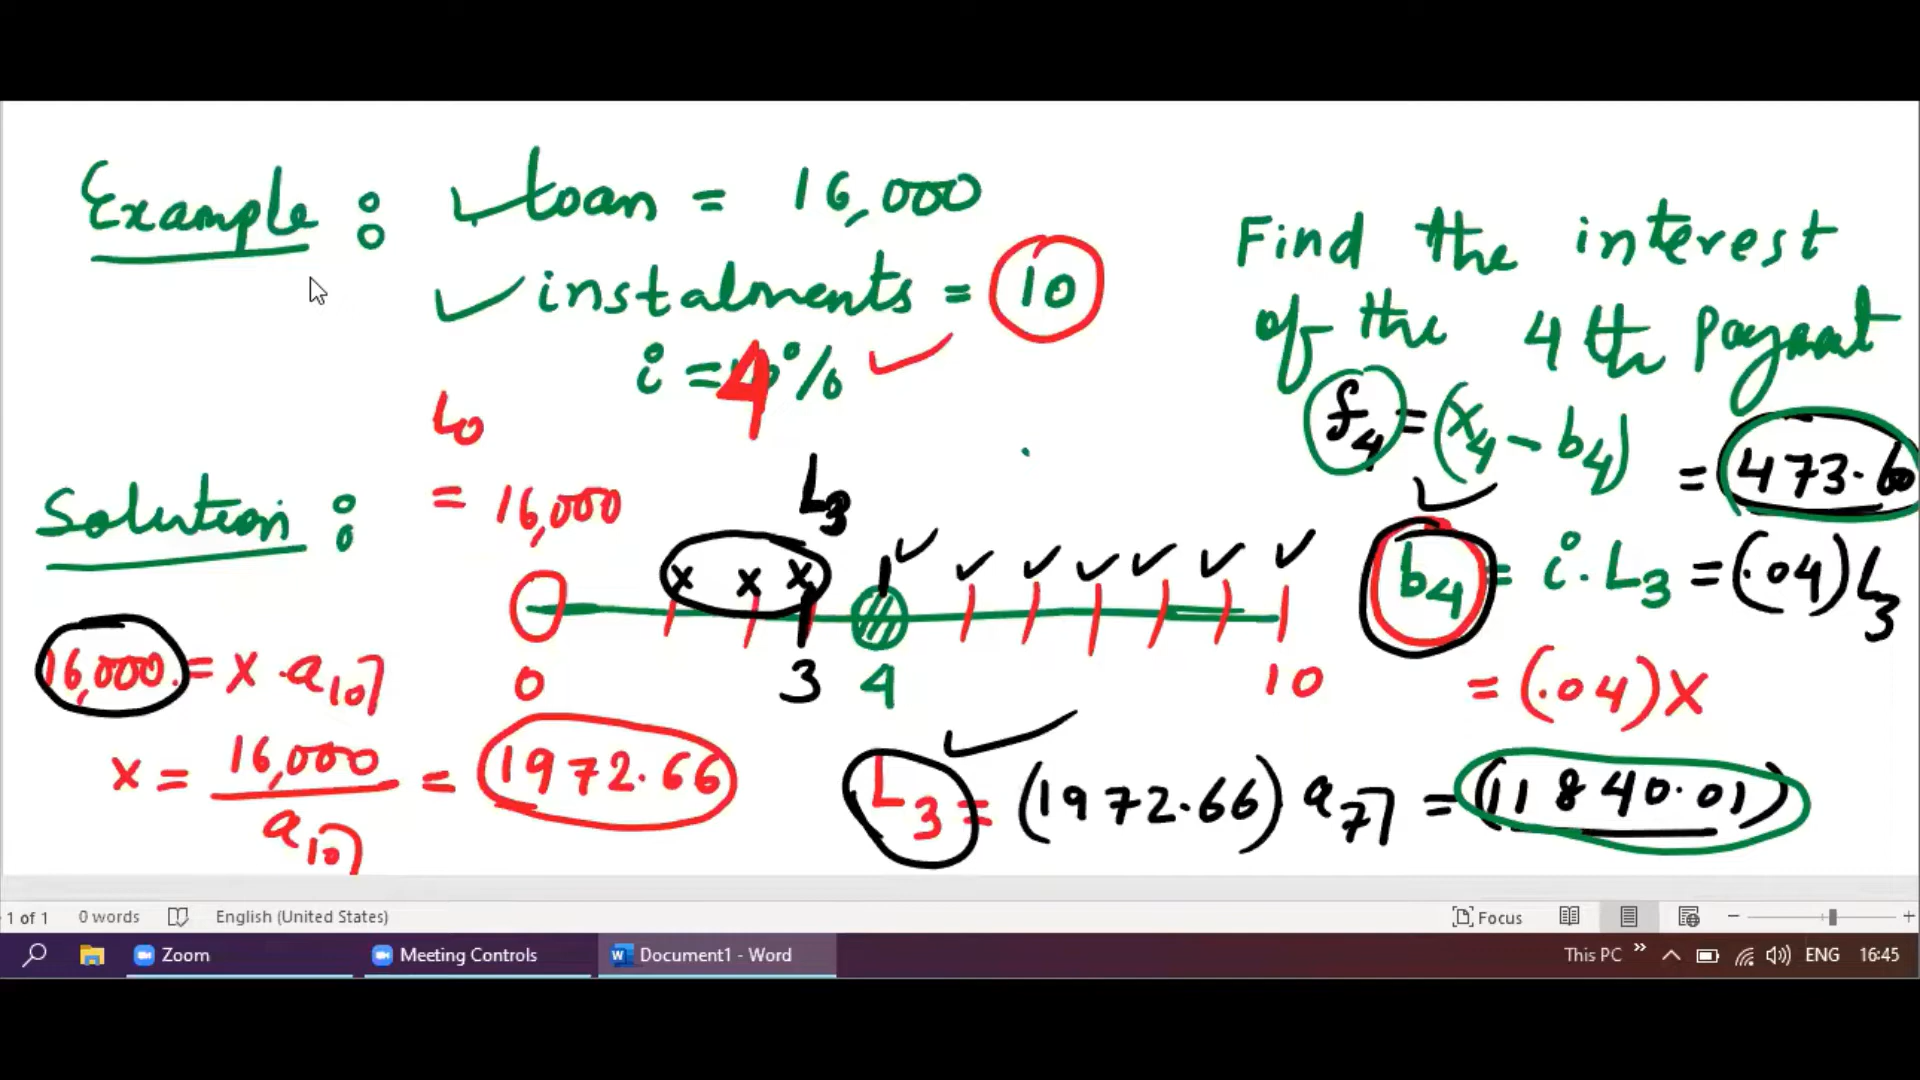 Example : ✓ Loan = 16,000
✓ instalments = 10
i = 4% ✓
Find the interest
of the 4th payment
f4 = (x4 - b4) = 473.60
b4 = i.L3 = (.04)L3
= (.04)X
L0
= 16,000
Solution :
L3
x x x ✓ ✓ ✓ ✓ ✓ ✓ ✓
0 3 4 10
16,000. = X . a10⌉
X = 16,000 / a10⌉ = 1972.66
L3 = (1972.66) a7⌉ = (11840.01)
1 of 1 0 words English (United States) Focus
Zoom Meeting Controls Document1 - Word This PC ENG 16:45